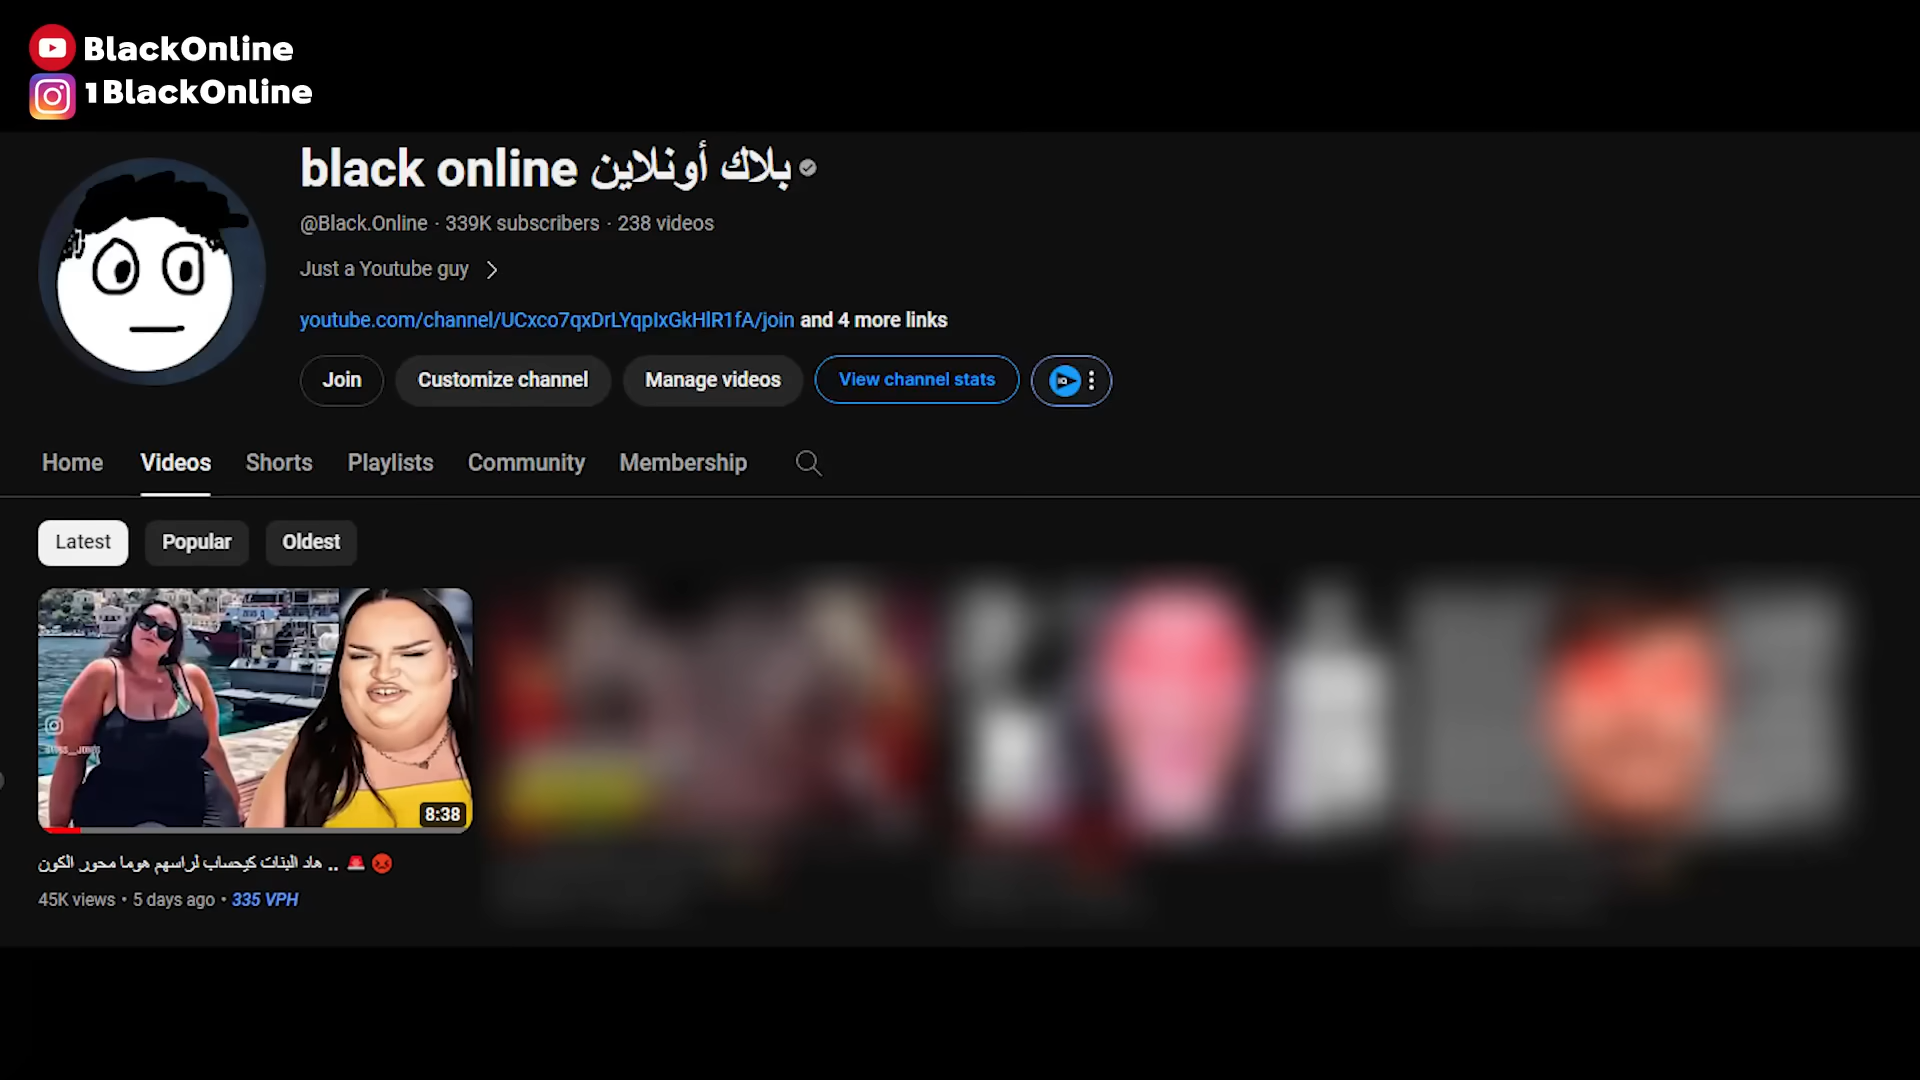 BlackOnline
1BlackOnline
black online بلاك أونلاين
@Black.Online · 339K subscribers · 238 videos
Just a Youtube guy
youtube.com/channel/UCxco7qxDrLYqpIxGkHlR1fA/join and 4 more links
Join Customize channel Manage videos View channel stats
Home Videos Shorts Playlists Community Membership
Latest Popular Oldest
8:38
هاد البنات كيحساب لراسهم هوما محور الكون .. 🚨 😡
45K views • 5 days ago • 335 VPH